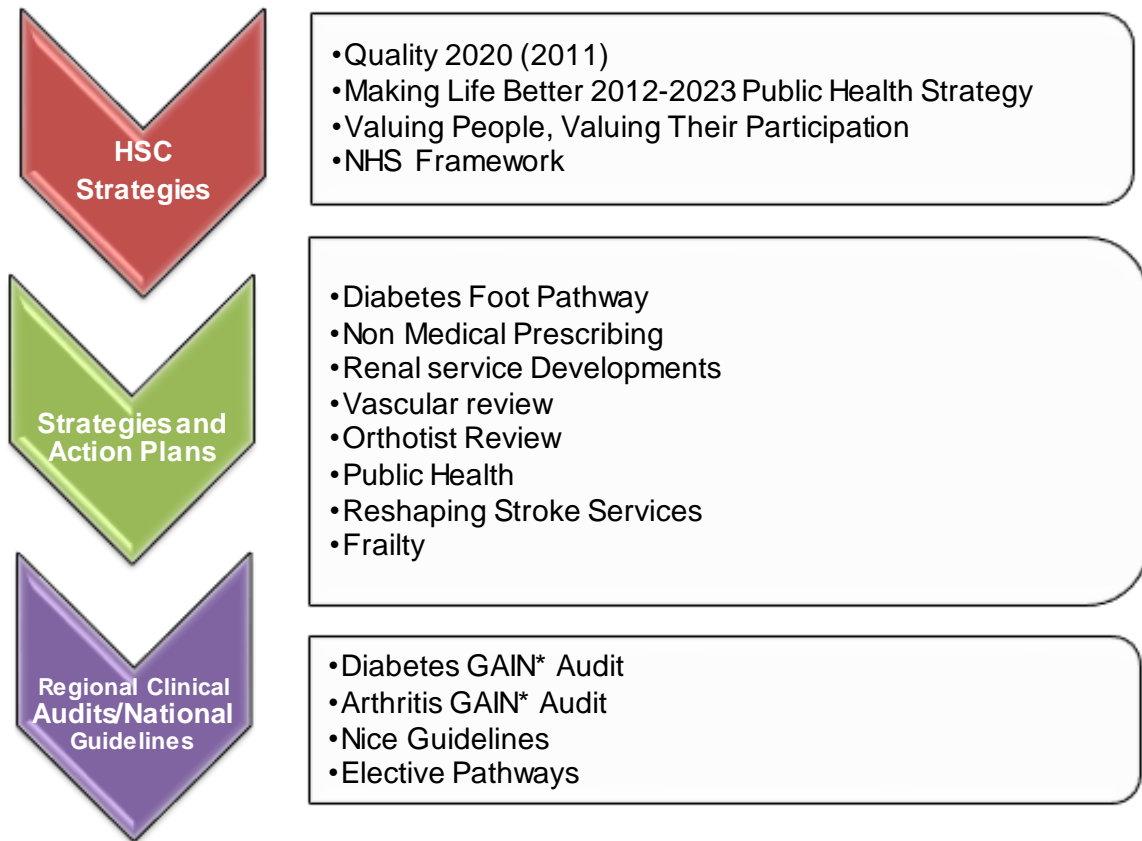 HSC
Strategies
•Quality 2020 (2011)
•Making Life Better 2012-2023 Public Health Strategy
•Valuing People, Valuing Their Participation
•NHS Framework
Strategies and
Action Plans
•Diabetes Foot Pathway
•Non Medical Prescribing
•Renal service Developments
•Vascular review
•Orthotist Review
•Public Health
•Reshaping Stroke Services
•Frailty
Regional Clinical
Audits/National
Guidelines
•Diabetes GAIN* Audit
•Arthritis GAIN* Audit
•Nice Guidelines
•Elective Pathways